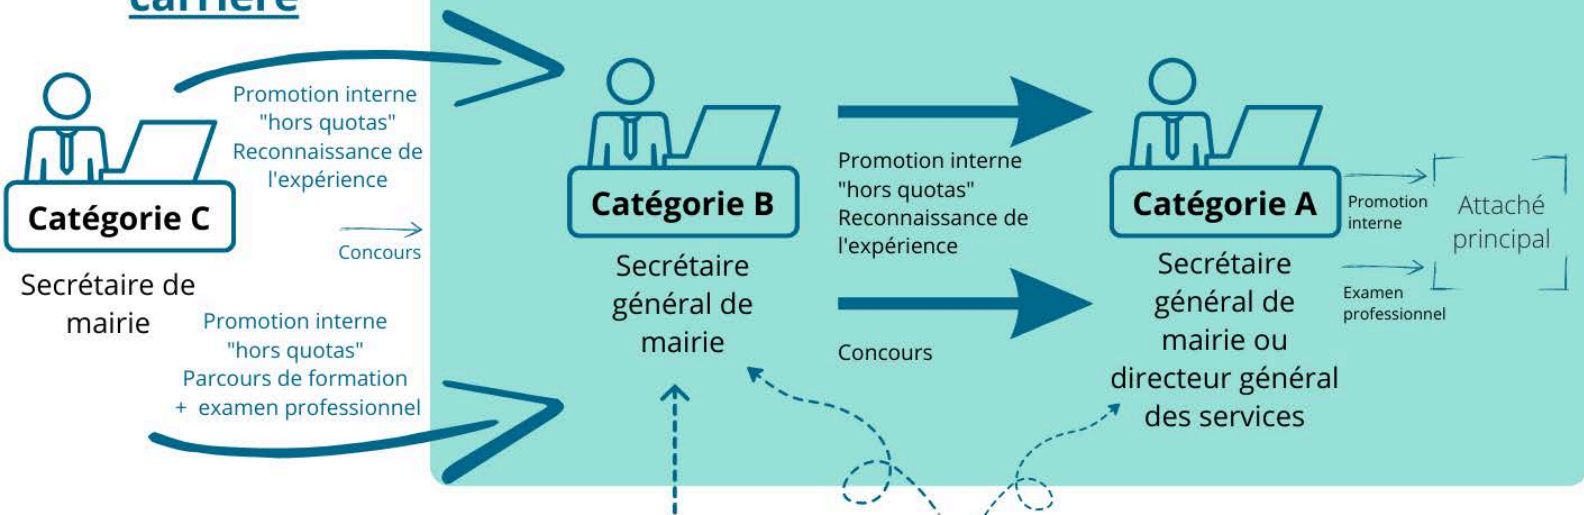 carrière
Promotion interne
"hors quotas"
Reconnaissance de
l'expérience
Catégorie C
Concours
Secrétaire de
mairie
Promotion interne
"hors quotas"
Parcours de formation
+ examen professionnel
Catégorie B
Secrétaire
général de
mairie
Promotion interne
"hors quotas"
Reconnaissance de
l'expérience
Concours
Catégorie A
Secrétaire
général de
mairie ou
directeur général
des services
Promotion
interne
Examen
professionnel
Attaché
principal